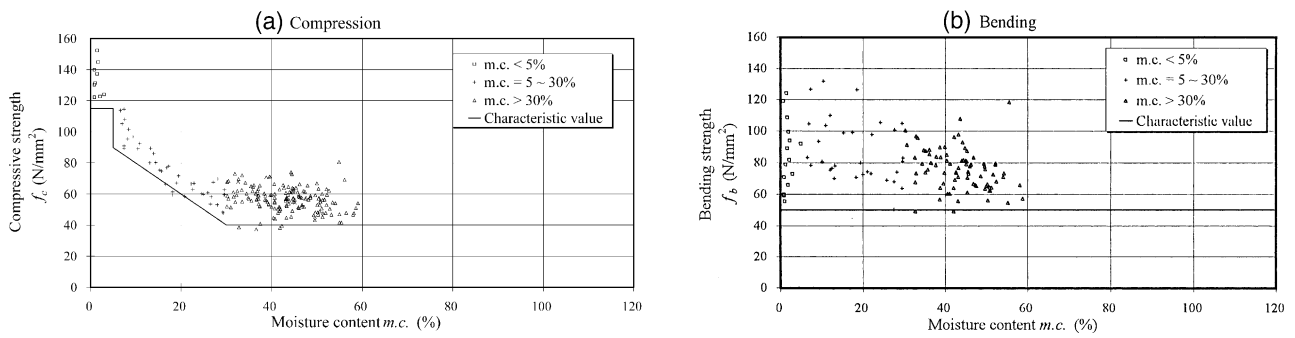 (a) Compression
160
140
120
100
80
60
40
20
0
0 20 40 60 80 100 120
Compressive strength
f_c (N/mm²)
Moisture content m.c. (%)
m.c. < 5%
m.c. = 5 ~ 30%
m.c. > 30%
Characteristic value
(b) Bending
160
140
120
100
80
60
40
20
0
0 20 40 60 80 100 120
Bending strength
f_b (N/mm²)
Moisture content m.c. (%)
m.c. < 5%
m.c. = 5 ~ 30%
m.c. > 30%
Characteristic value